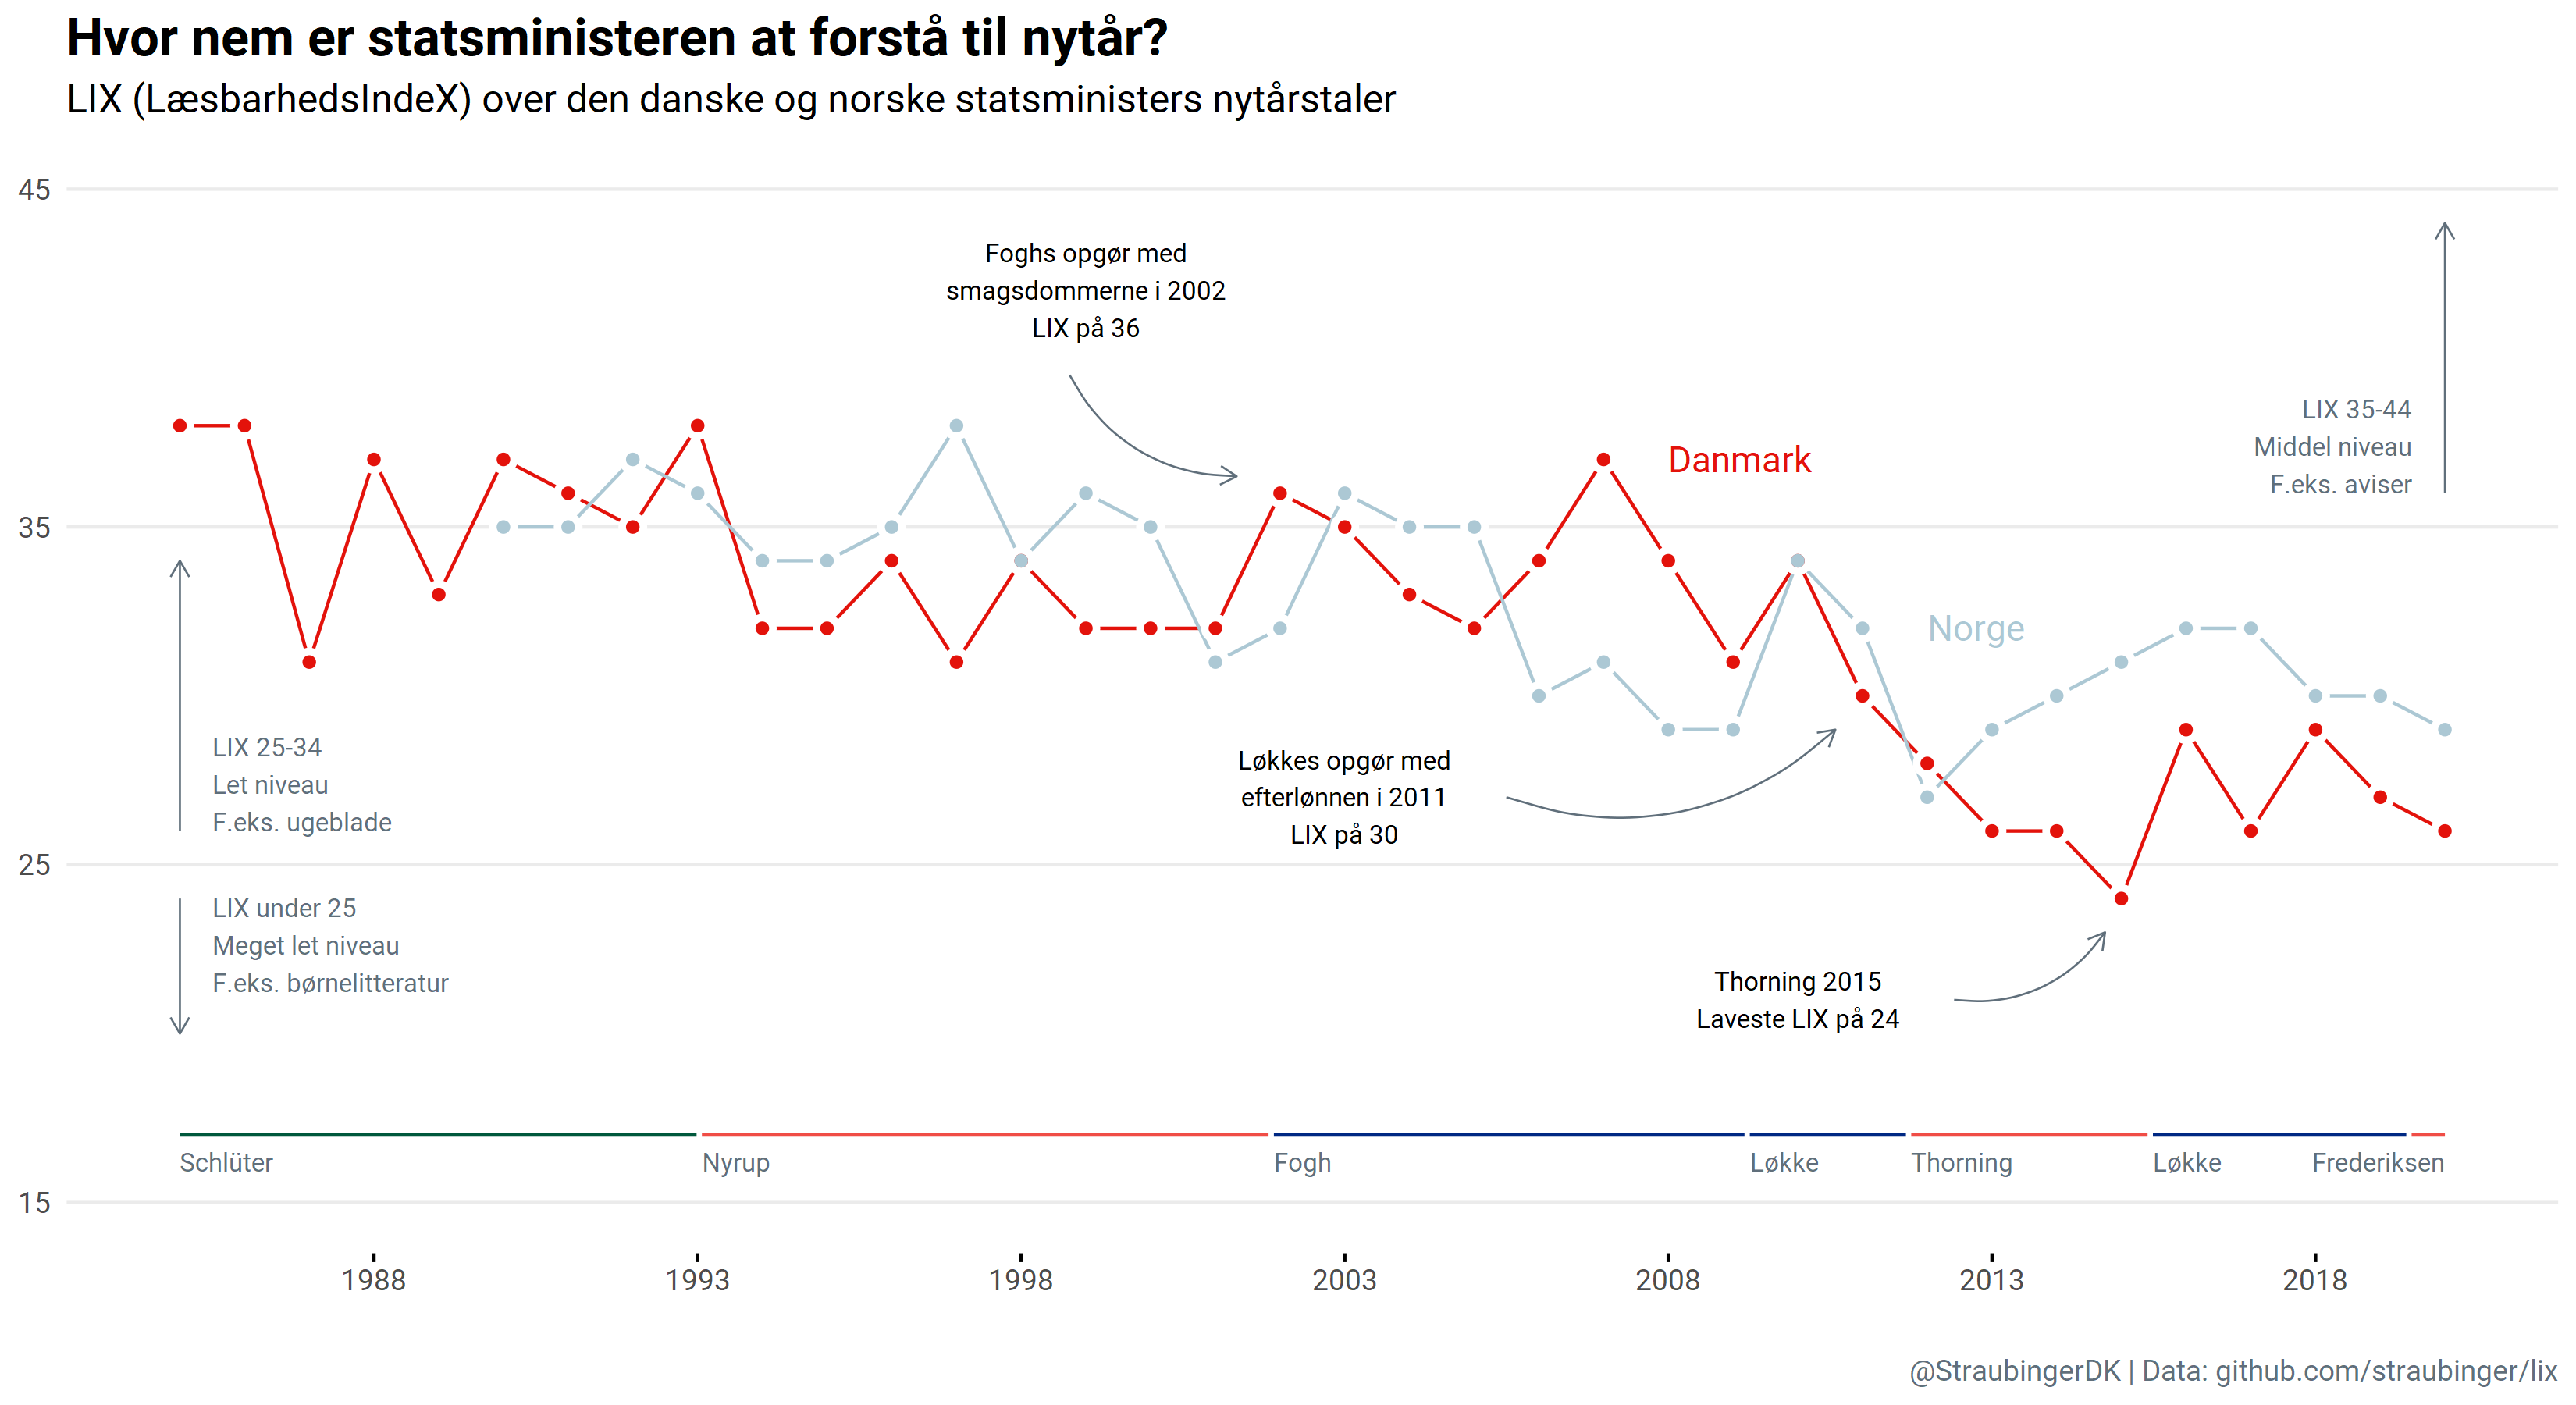 Hvor nem er statsministeren at forstå til nytår?
LIX (LæsbarhedsIndeX) over den danske og norske statsministers nytårstaler
45
35
25
15
Foghs opgør med
smagsdommerne i 2002
LIX på 36
Danmark
LIX 35-44
Middel niveau
F.eks. aviser
Norge
LIX 25-34
Let niveau
F.eks. ugeblade
Løkkes opgør med
efterlønnen i 2011
LIX på 30
LIX under 25
Meget let niveau
F.eks. børnelitteratur
Thorning 2015
Laveste LIX på 24
Schlüter
Nyrup
Fogh
Løkke
Thorning
Løkke
Frederiksen
1988
1993
1998
2003
2008
2013
2018
@StraubingerDK | Data: github.com/straubinger/lix